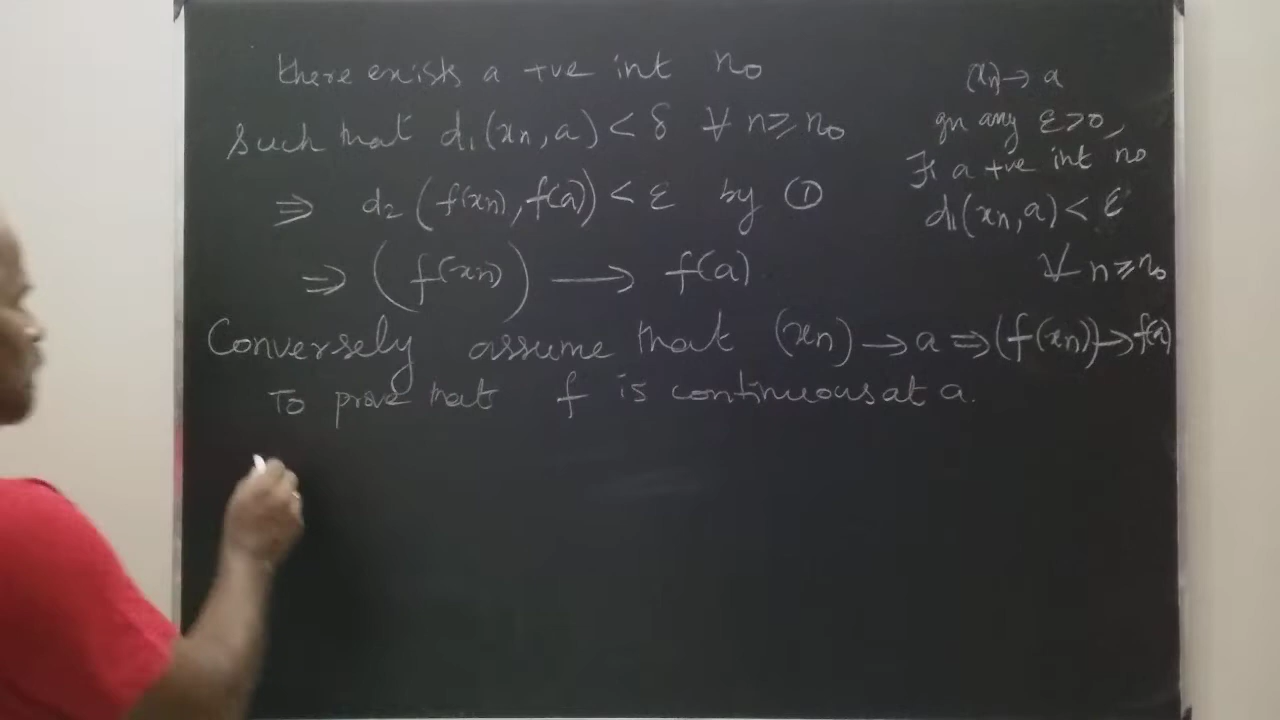 there exists a +ve int n₀
such that d₁(xₙ, a) < δ ∀ n ≥ n₀
⇒ d₂(f(xₙ), f(a)) < ε by ①
⇒ (f(xₙ)) ⟶ f(a).
Conversely assume that (xₙ) → a ⇒ (f(xₙ)) → f(a)
To prove that f is continuous at a.
(xₙ) → a
gn any ε > 0,
∃ a +ve int n₀
d₁(xₙ, a) < ε
∀ n ≥ n₀